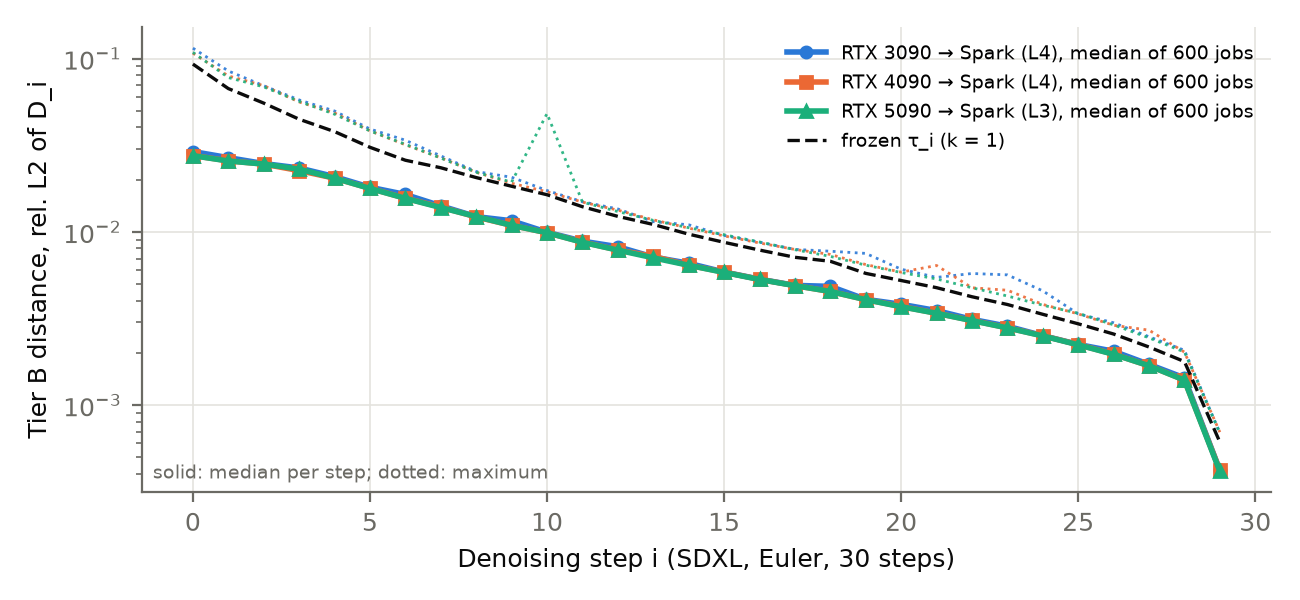 RTX 3090 → Spark (L4), median of 600 jobs
RTX 4090 → Spark (L4), median of 600 jobs
RTX 5090 → Spark (L3), median of 600 jobs
frozen τ_i (k = 1)
Tier B distance, rel. L2 of D_i
10⁻¹
10⁻²
10⁻³
solid: median per step; dotted: maximum
0 5 10 15 20 25 30
Denoising step i (SDXL, Euler, 30 steps)